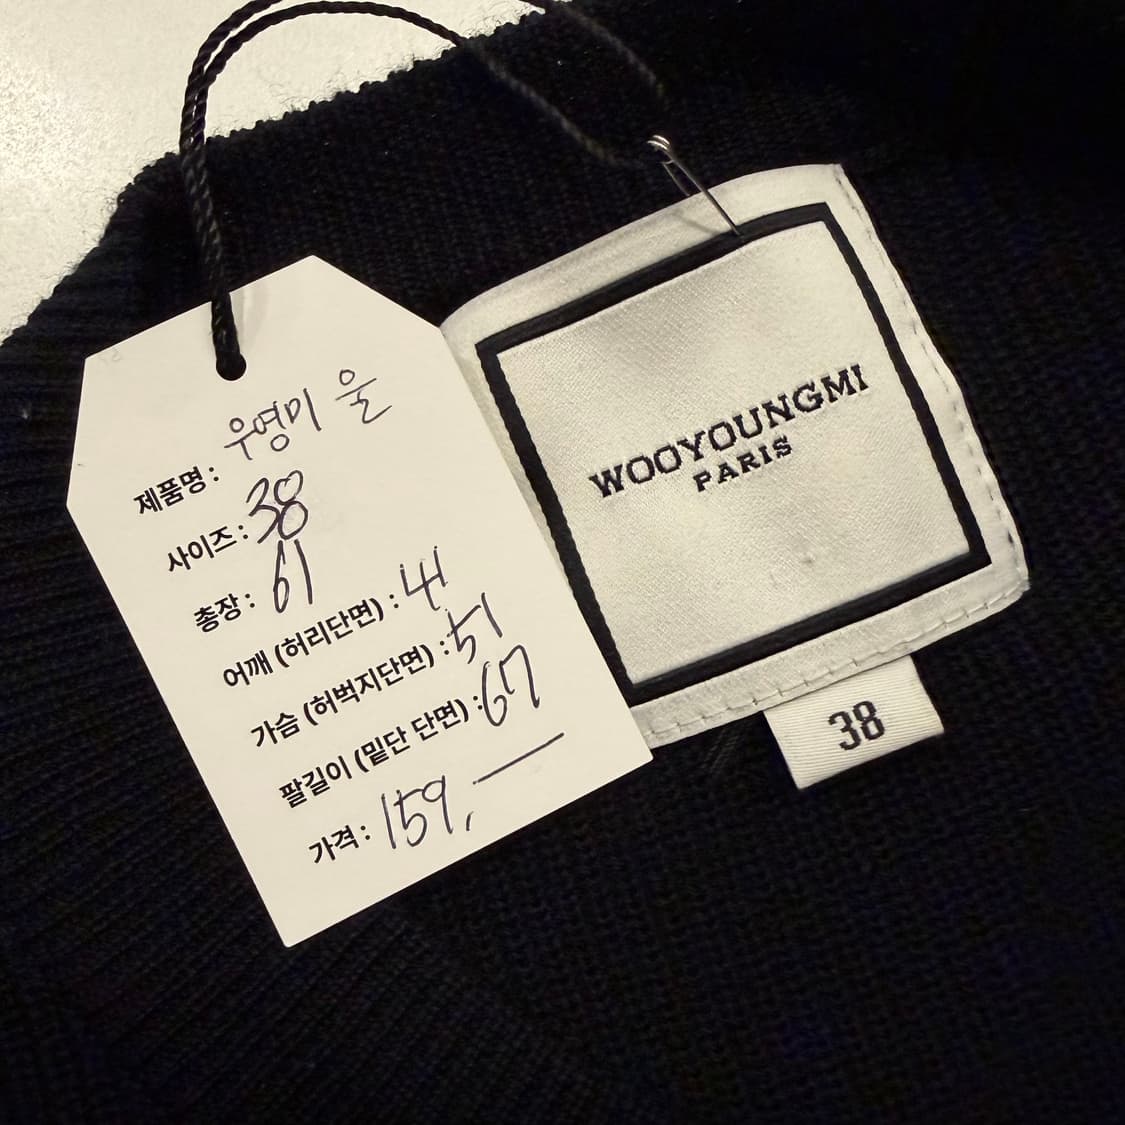 제품명 : 우영미 울
사이즈 : 38
총장 : 61
어깨 (허리단면) : 41
가슴 (허벅지단면) : 51
팔길이 (밑단 단면) : 67
가격 : 159,—
WOOYOUNGMI
PARIS
38